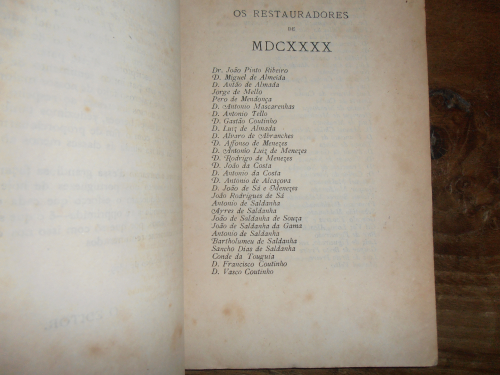 OS RESTAURADORES
DE
MDCXXXX
Dr. João Pinto Ribeiro
D. Miguel de Almeida
D. Antão de Almada
Jorge de Mello
Pero de Mendonça
D. Antonio Mascarenhas
D. Antonio Tello
D. Gastão Coutinho
D. Luiz de Almada
D. Alvaro de Abranches
D. Affonso de Menezes
D. Antonio Luiz de Menezes
D. Rodrigo de Menezes
D. João da Costa
D. Antonio da Costa
D. Antonio de Alcaçova
D. João de Sá e Menezes
João Rodrigues de Sá
Antonio de Saldanha
Ayres de Saldanha
João de Saldanha de Souza
João de Saldanha da Gama
Antonio de Saldanha
Bartholumeu de Saldanha
Sancho Dias de Saldanha
Conde da Touguia
D. Francisco Coutinho
D. Vasco Coutinho